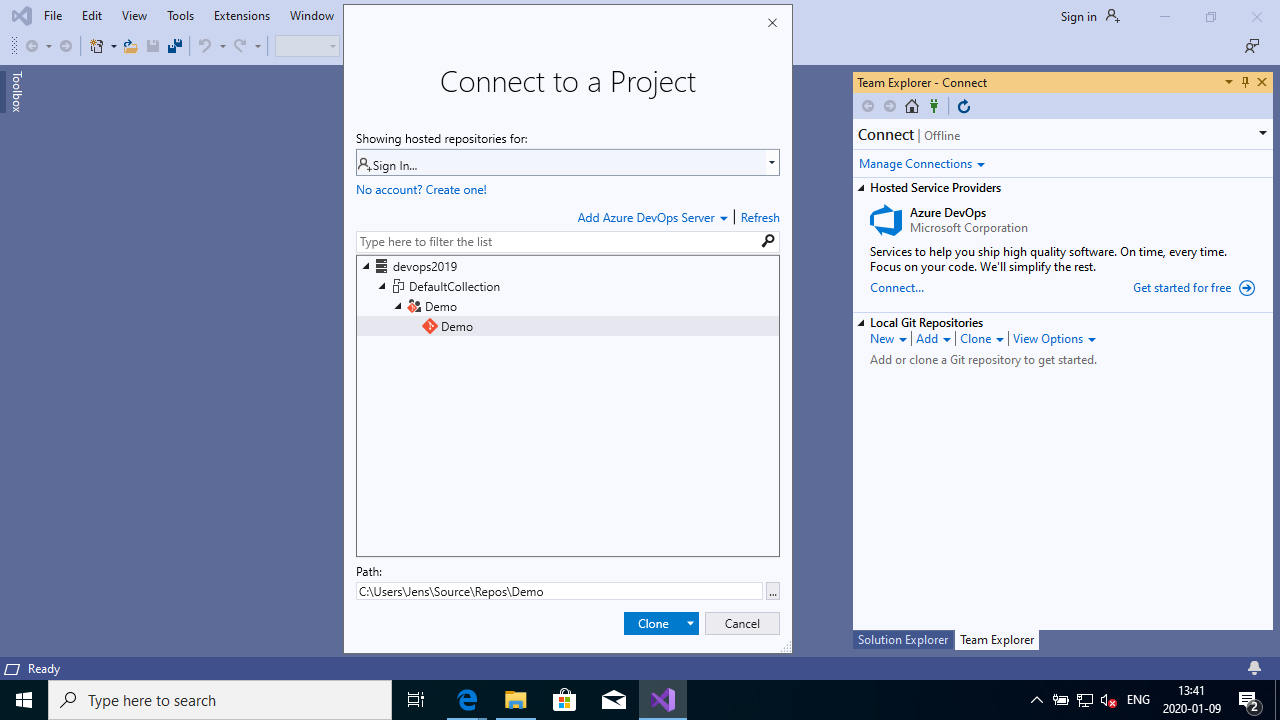 File Edit View Tools Extensions Window
Sign in
Toolbox
Connect to a Project
Showing hosted repositories for:
Sign In...
No account? Create one!
Add Azure DevOps Server | Refresh
Type here to filter the list
devops2019
DefaultCollection
Demo
Demo
Path:
C:\Users\Jens\Source\Repos\Demo
...
Clone Cancel
Team Explorer - Connect
Connect | Offline
Manage Connections
Hosted Service Providers
Azure DevOps
Microsoft Corporation
Services to help you ship high quality software. On time, every time.
Focus on your code. We'll simplify the rest.
Connect... Get started for free
Local Git Repositories
New | Add | Clone | View Options
Add or clone a Git repository to get started.
Solution Explorer Team Explorer
Ready
Type here to search
ENG
13:41
2020-01-09
2